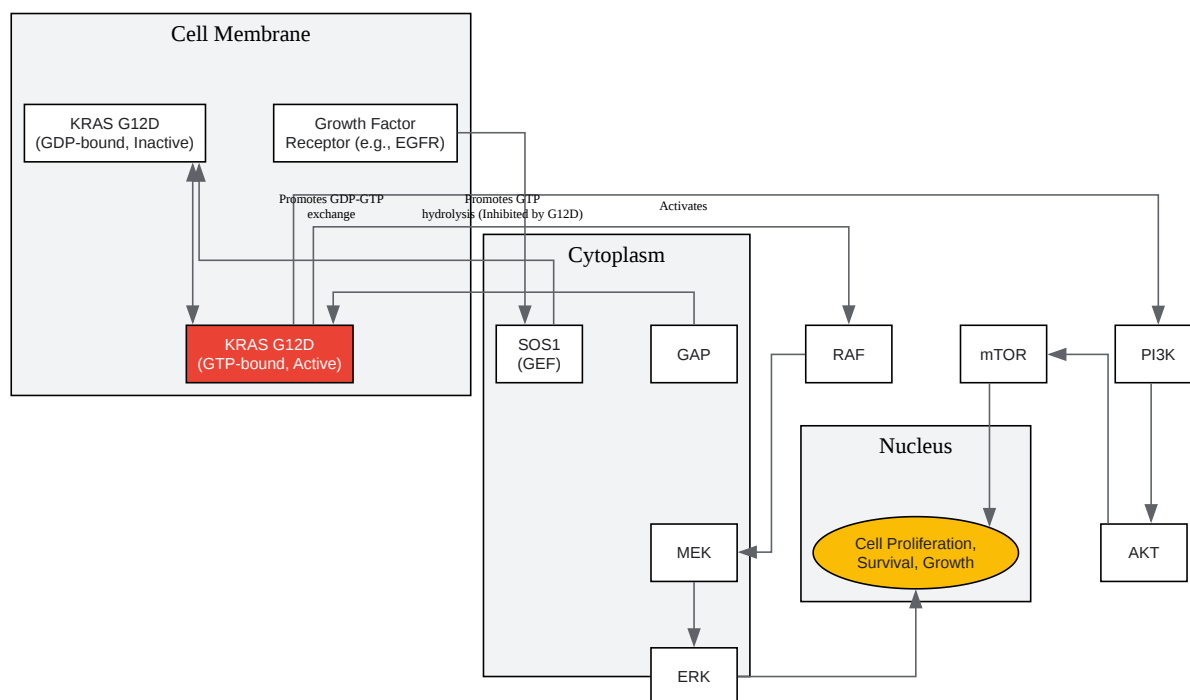 Cell Membrane
KRAS G12D
(GDP-bound, Inactive)
Growth Factor
Receptor (e.g., EGFR)
Promotes GDP-GTP
exchange
Promotes GTP
hydrolysis (Inhibited by G12D)
Activates
Cytoplasm
KRAS G12D
(GTP-bound, Active)
SOS1
(GEF)
GAP
RAF
mTOR
PI3K
Nucleus
MEK
Cell Proliferation,
Survival, Growth
AKT
ERK